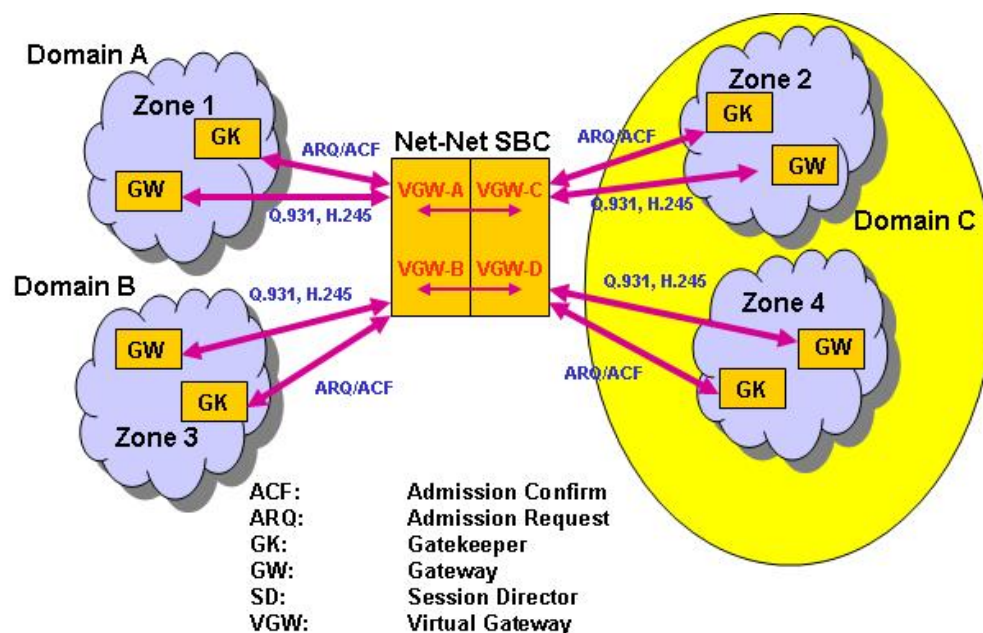 Domain A
Zone 1
GK
GW
ARQ/ACF
Q.931, H.245
Net-Net SBC
VGW-A
VGW-C
VGW-B
VGW-D
ARQ/ACF
Q.931, H.245
Zone 2
GK
GW
Domain C
Domain B
GW
GK
Zone 3
Q.931, H.245
ARQ/ACF
Q.931, H.245
ARQ/ACF
Zone 4
GW
GK
ACF: Admission Confirm
ARQ: Admission Request
GK: Gatekeeper
GW: Gateway
SD: Session Director
VGW: Virtual Gateway